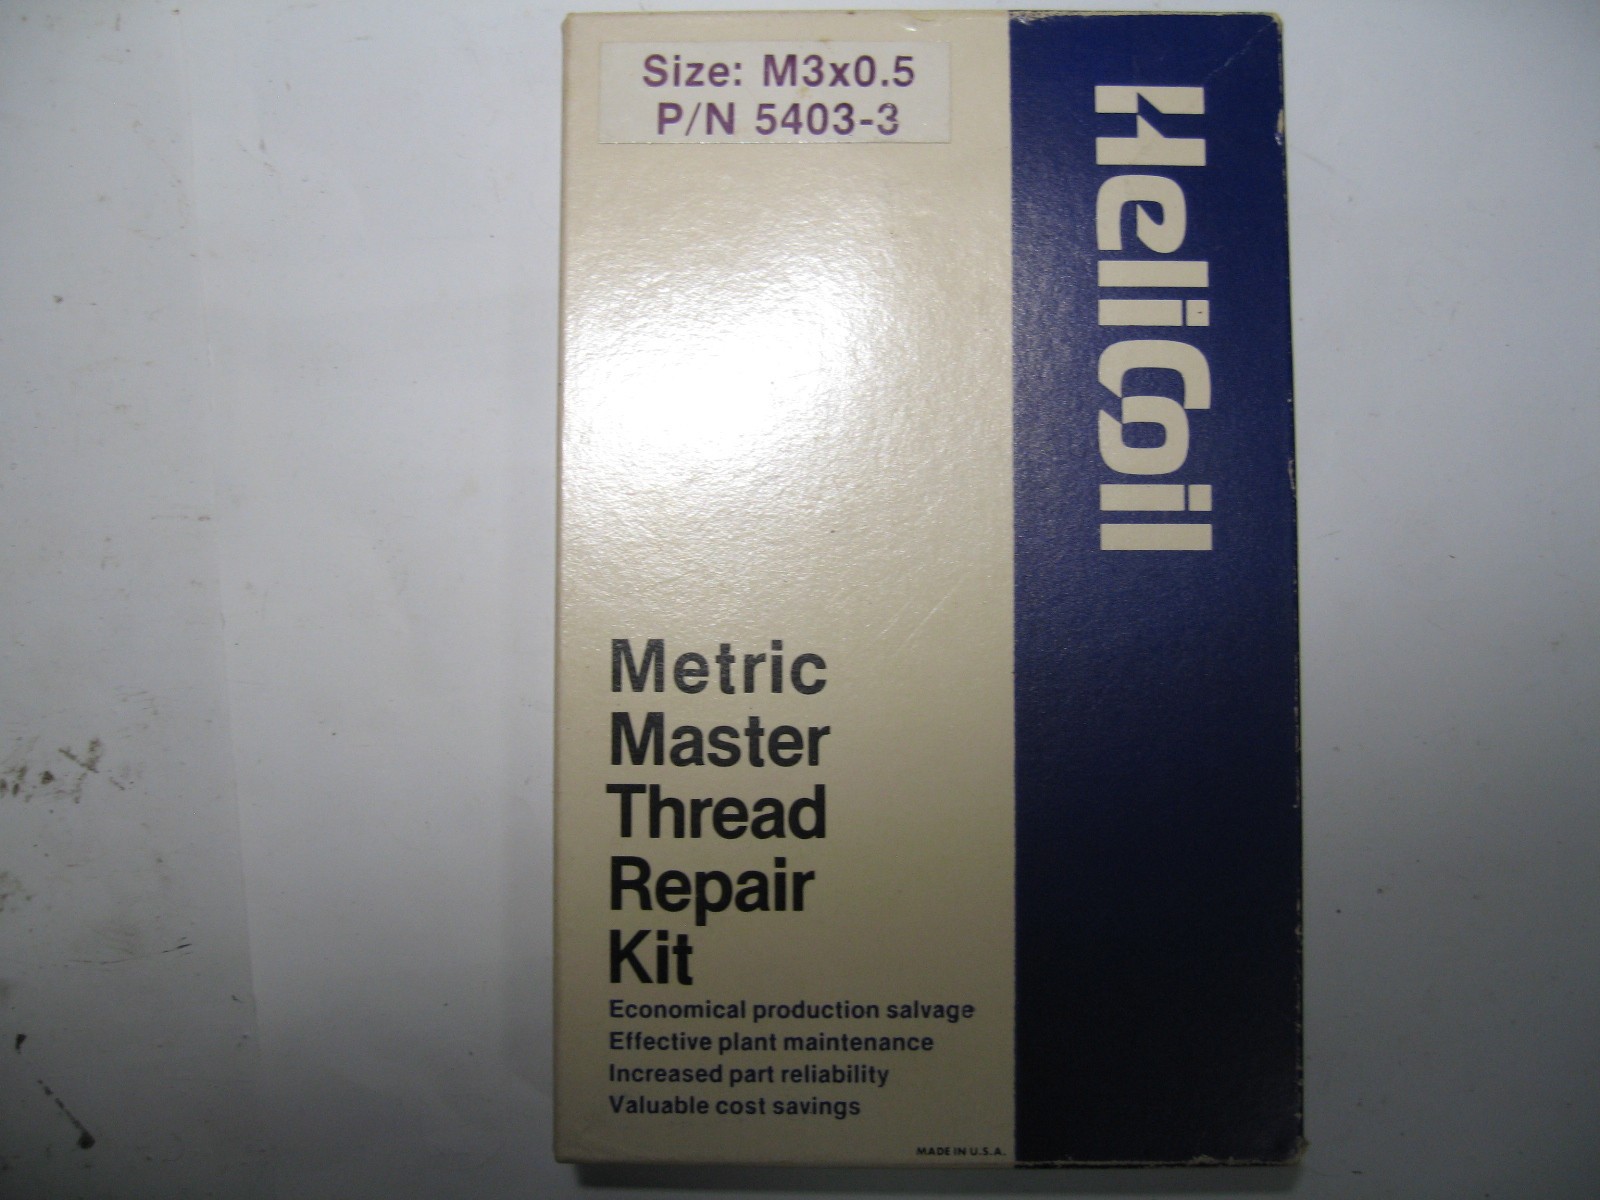 Size: M3x0.5
P/N 5403-3
HeliCoil
Metric
Master
Thread
Repair
Kit
Economical production salvage
Effective plant maintenance
Increased part reliability
Valuable cost savings
MADE IN U.S.A.